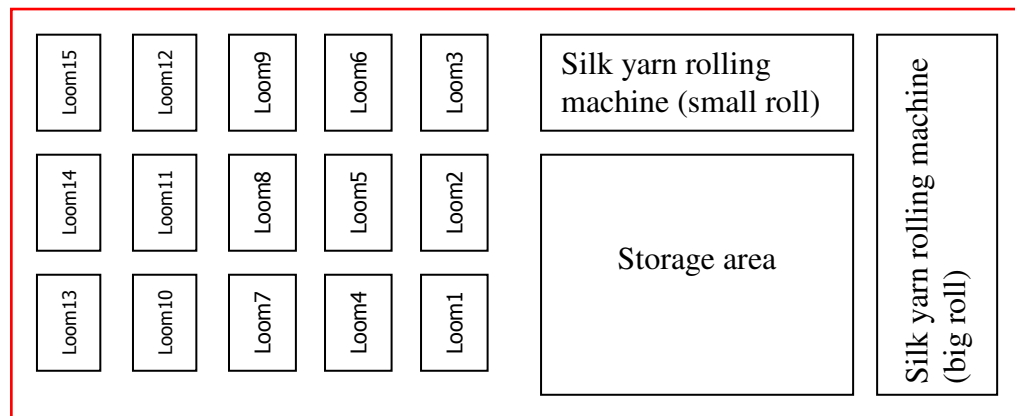 Loom15
Loom12
Loom9
Loom6
Loom3
Silk yarn rolling
machine (small roll)
Silk yarn rolling machine
(big roll)
Loom14
Loom11
Loom8
Loom5
Loom2
Storage area
Loom13
Loom10
Loom7
Loom4
Loom1